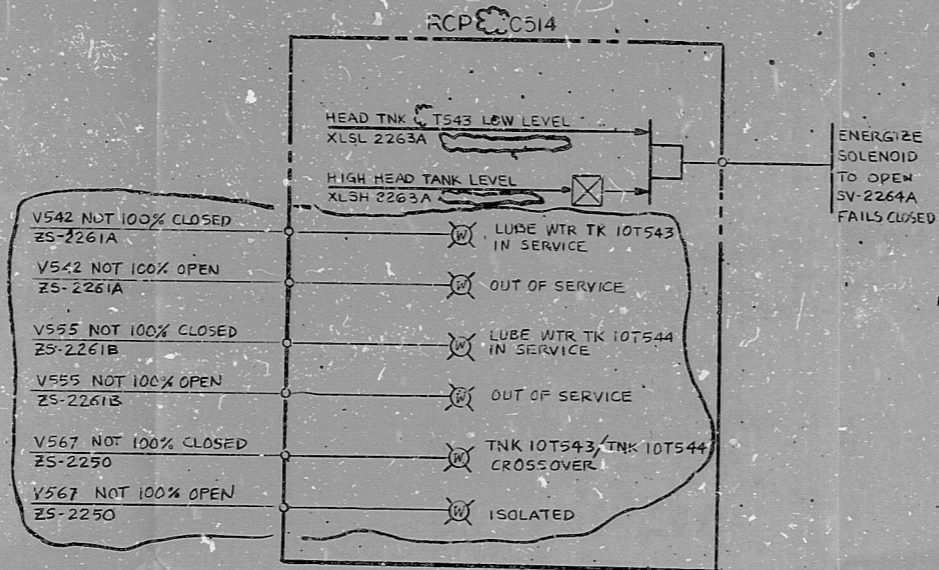 RCP C514
HEAD TNK T543 LOW LEVEL
XLSL 2263A
HIGH HEAD TANK LEVEL
XLSH 2263A
ENERGIZE
SOLENOID
TO OPEN
SV-2264A
FAILS CLOSED
V542 NOT 100% CLOSED
ZS-2261A
W
LUBE WTR TK 10T543
IN SERVICE
V542 NOT 100% OPEN
ZS-2261A
W
OUT OF SERVICE
V555 NOT 100% CLOSED
ZS-2261B
W
LUBE WTR TK 10T544
IN SERVICE
V555 NOT 100% OPEN
ZS-2261B
W
OUT OF SERVICE
V567 NOT 100% CLOSED
ZS-2250
W
TNK 10T543/TNK 10T544
CROSSOVER
V567 NOT 100% OPEN
ZS-2250
W
ISOLATED